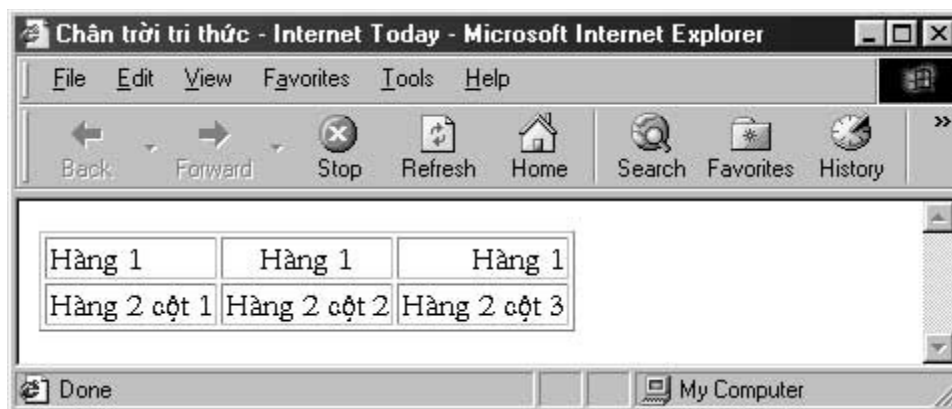 Chân trời tri thức - Internet Today - Microsoft Internet Explorer
File Edit View Favorites Tools Help
Back Forward Stop Refresh Home Search Favorites History »
Hàng 1 Hàng 1 Hàng 1
Hàng 2 cột 1 Hàng 2 cột 2 Hàng 2 cột 3
Done My Computer